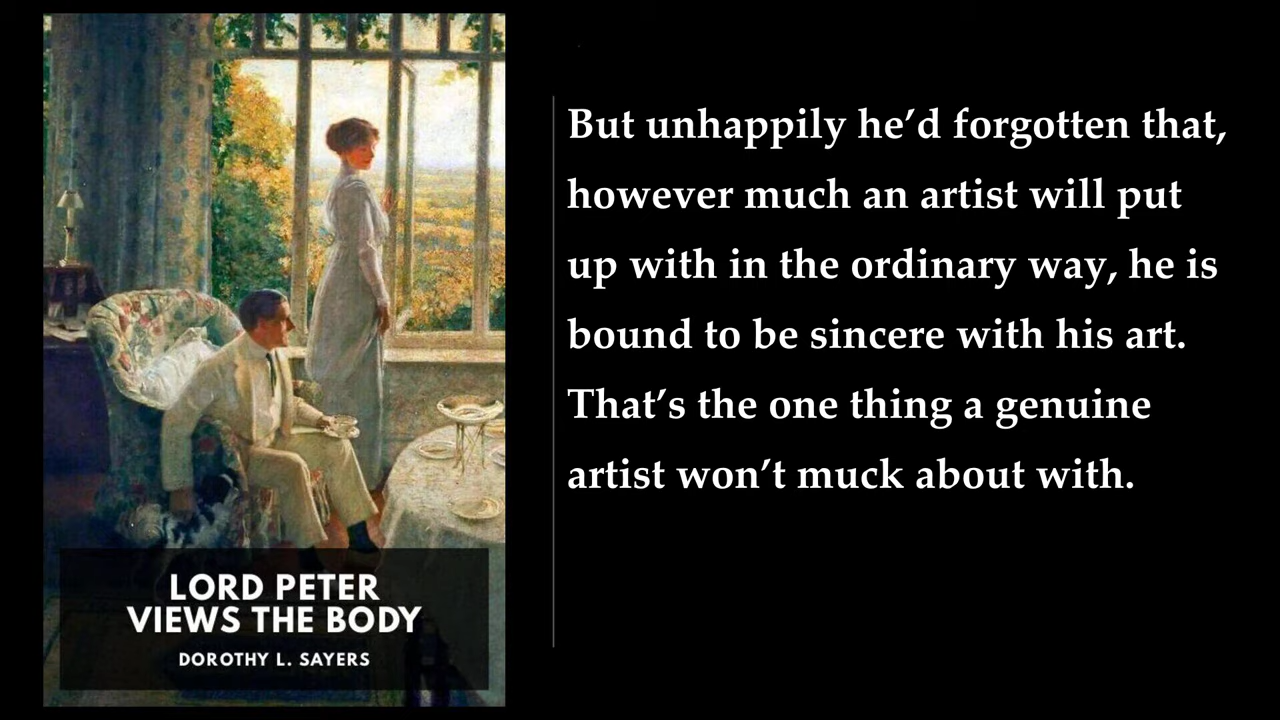 But unhappily he’d forgotten that,
however much an artist will put
up with in the ordinary way, he is
bound to be sincere with his art.
That’s the one thing a genuine
artist won’t muck about with.
LORD PETER
VIEWS THE BODY
DOROTHY L. SAYERS